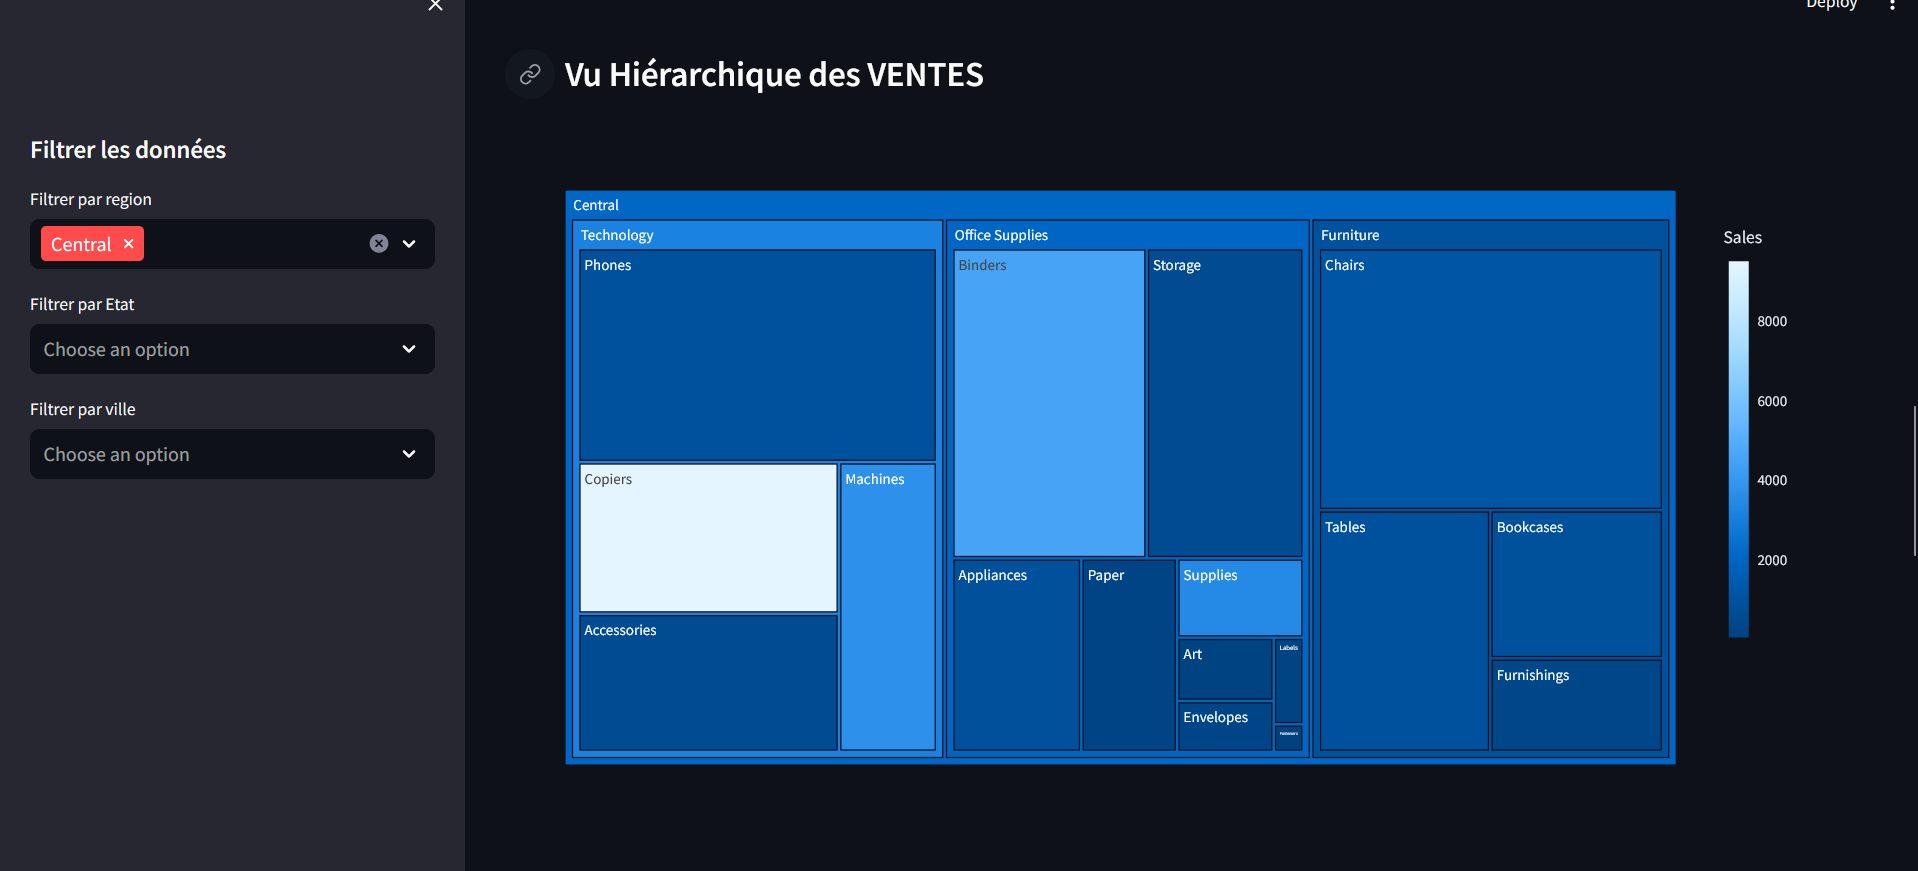 Deploy
Vu Hiérarchique des VENTES
Filtrer les données
Filtrer par region
Central
Filtrer par Etat
Choose an option
Filtrer par ville
Choose an option
Central
Technology
Office Supplies
Furniture
Phones
Binders
Storage
Chairs
Copiers
Machines
Tables
Bookcases
Appliances
Paper
Supplies
Accessories
Art
Labels
Furnishings
Envelopes
Fasteners
Sales
8000
6000
4000
2000